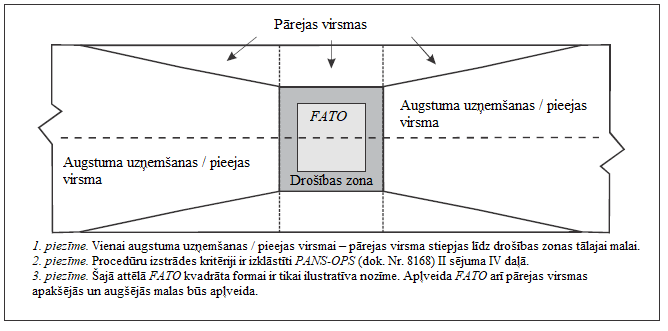 Pārejas virsmas
FATO
Augstuma uzņemšanas / pieejas
virsma
Augstuma uzņemšanas / pieejas
virsma
Drošības zona
1. piezīme. Vienai augstuma uzņemšanas / pieejas virsmai – pārejas virsma stiepjas līdz drošības zonas tālajai malai.
2. piezīme. Procedūru izstrādes kritēriji ir izklāstīti PANS-OPS (dok. Nr. 8168) II sējuma IV daļā.
3. piezīme. Šajā attēlā FATO kvadrāta formai ir tikai ilustratīva nozīme. Apļveida FATO arī pārejas virsmas
apakšējās un augšējās malas būs apļveida.